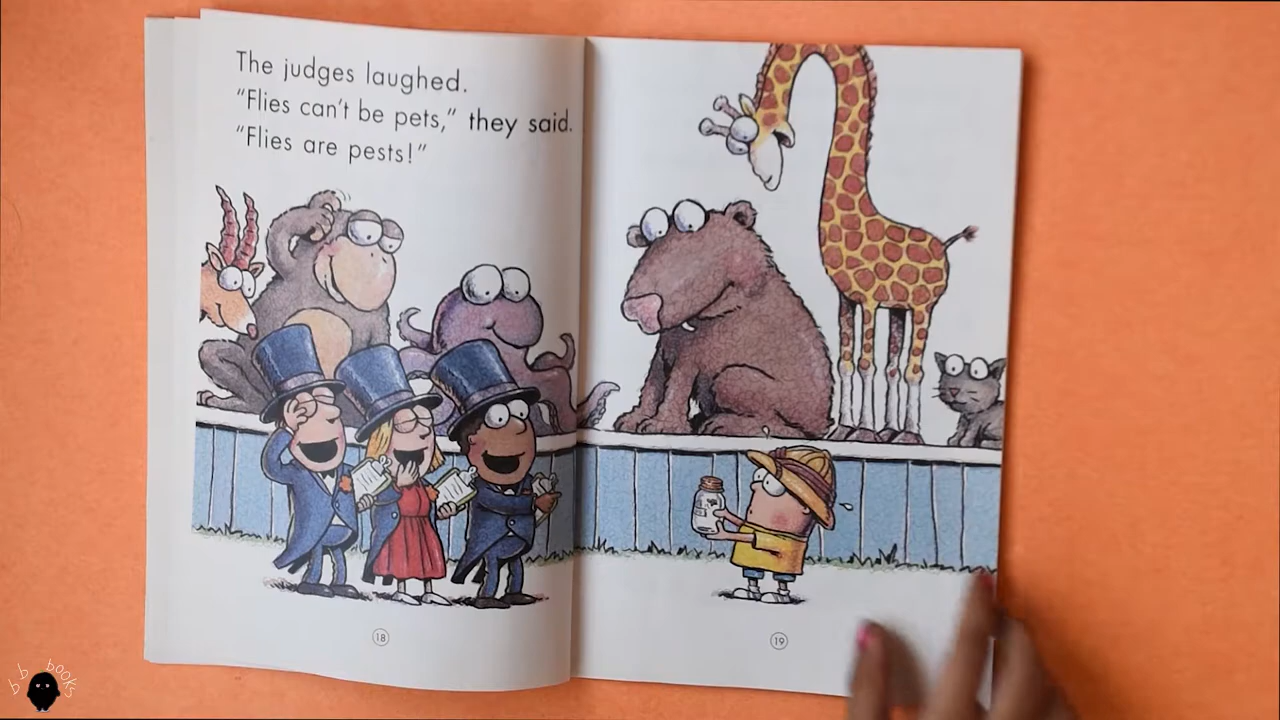 The judges laughed.
“Flies can’t be pets,” they said.
“Flies are pests!”
18
19
b b books